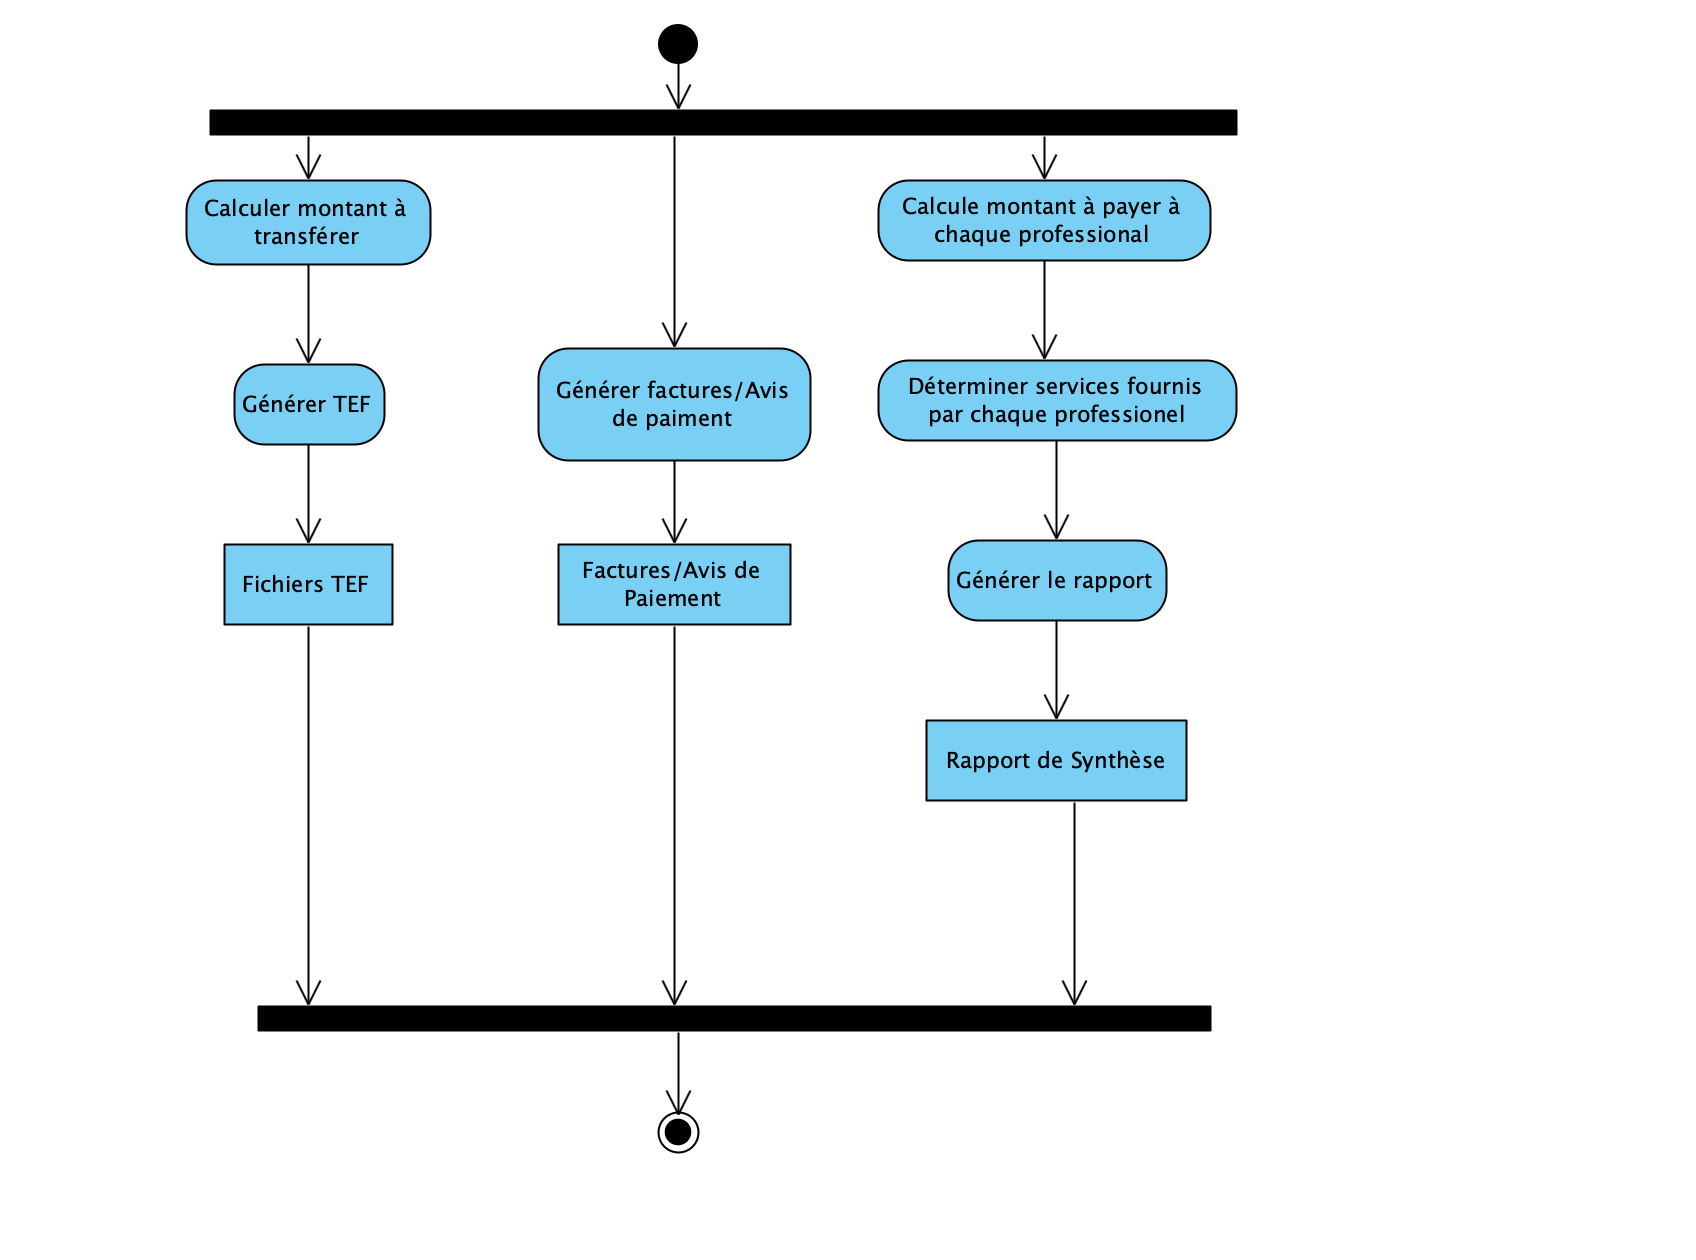 Calculer montant à
transférer
Calcule montant à payer à
chaque professional
Générer TEF
Générer factures/Avis
de paiment
Déterminer services fournis
par chaque professionel
Fichiers TEF
Factures/Avis de
Paiement
Générer le rapport
Rapport de Synthèse